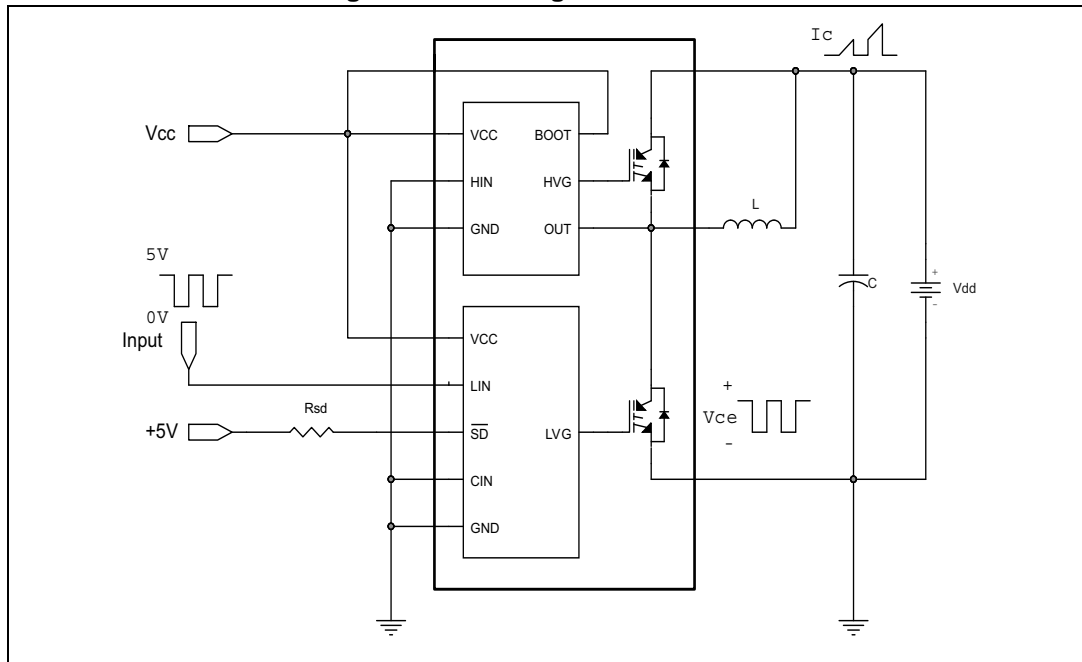 Ic
Vcc
VCC
BOOT
HIN
HVG
GND
OUT
L
5V
0V
Input
C
+
Vdd
-
VCC
LIN
Rsd
+5V
SD
LVG
CIN
GND
+
Vce
-